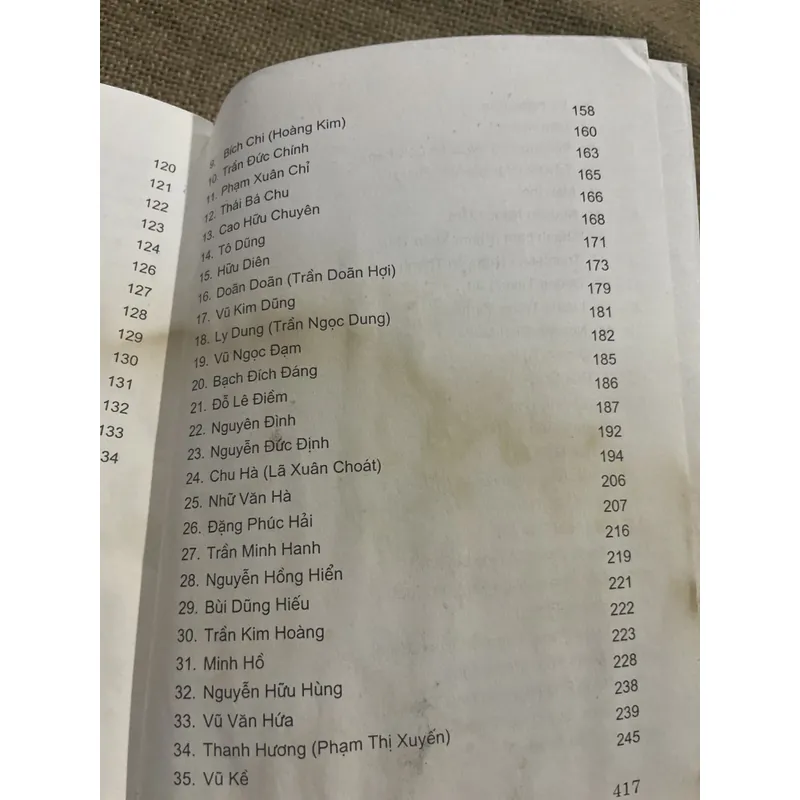 120
121
122
123
124
126
127
128
129
130
131
132
133
34
9. Bích Chi (Hoàng Kim) 158
10. Trần Đức Chính 160
11. Phạm Xuân Chỉ 163
12. Thái Bá Chu 165
13. Cao Hữu Chuyên 166
14. Tô Dũng 168
15. Hữu Diên 171
16. Doãn Doãn (Trần Doãn Hợi) 173
17. Vũ Kim Dũng 179
18. Ly Dung (Trần Ngọc Dung) 181
19. Vũ Ngọc Đạm 182
20. Bạch Đích Đáng 185
21. Đỗ Lê Điểm 186
22. Nguyên Đình 187
23. Nguyễn Đức Định 192
24. Chu Hà (Lã Xuân Choát) 194
25. Nhữ Văn Hà 206
26. Đặng Phúc Hải 207
27. Trần Minh Hanh 216
28. Nguyễn Hồng Hiển 219
29. Bùi Dũng Hiếu 221
30. Trần Kim Hoàng 222
31. Minh Hồ 223
32. Nguyễn Hữu Hùng 228
33. Vũ Văn Hứa 238
34. Thanh Hương (Phạm Thị Xuyến) 239
35. Vũ Kề 245
417